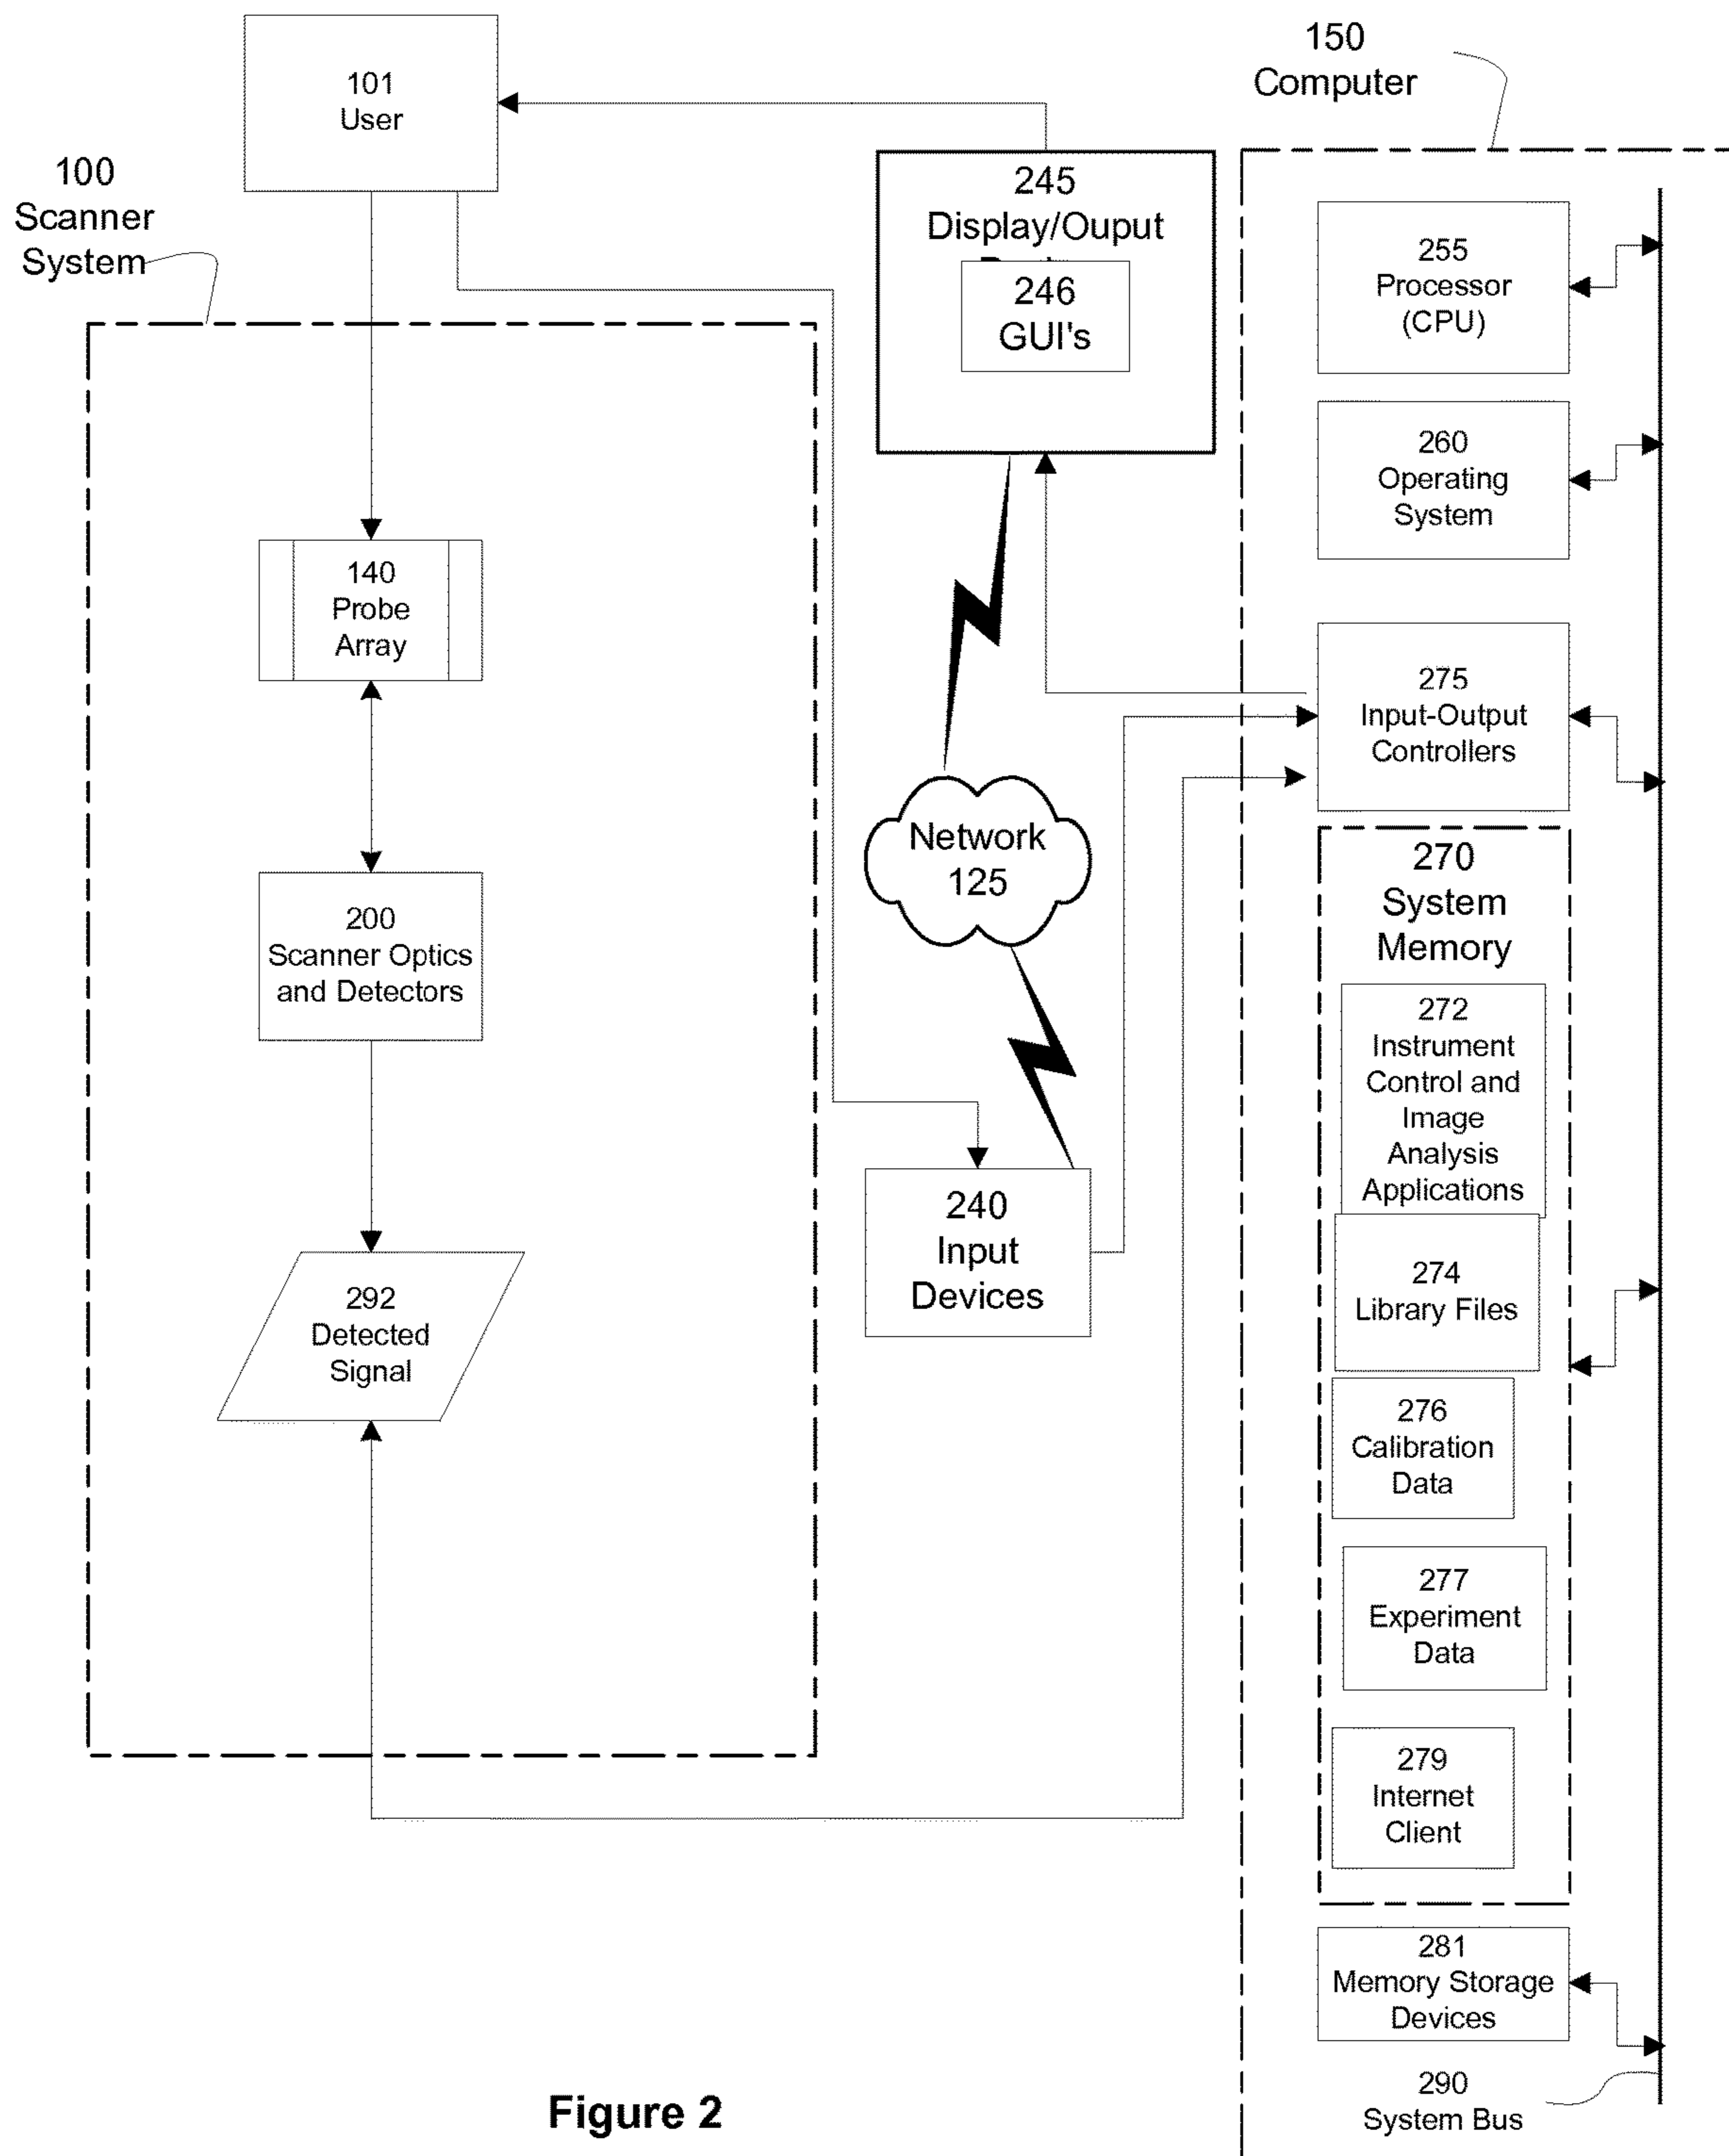 101
User
100
Scanner
System
150
Computer
245
Display/Ouput
246
GUI's
255
Processor
(CPU)
260
Operating
System
140
Probe
Array
275
Input-Output
Controllers
Network
125
270
System
Memory
200
Scanner Optics
and Detectors
272
Instrument
Control and
Image
Analysis
Applications
240
Input
Devices
274
Library Files
292
Detected
Signal
276
Calibration
Data
277
Experiment
Data
279
Internet
Client
281
Memory Storage
Devices
290
System Bus
Figure 2